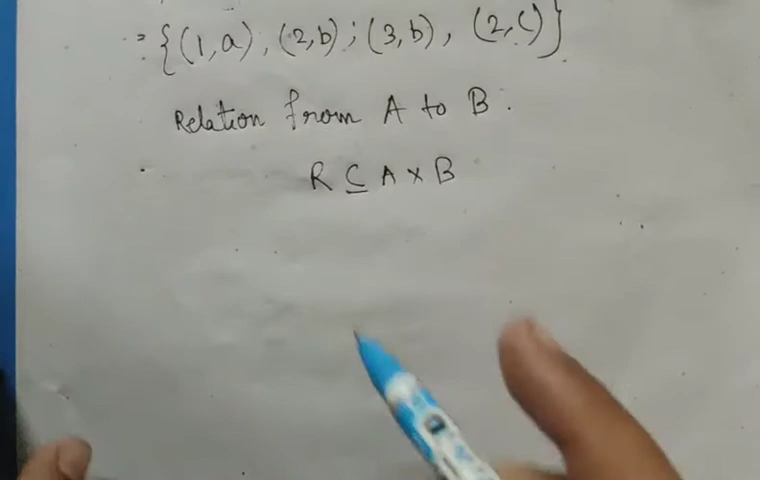 = {(1,a), (2,b); (3,b), (2,c)}
Relation from A to B.
R ⊆ A × B